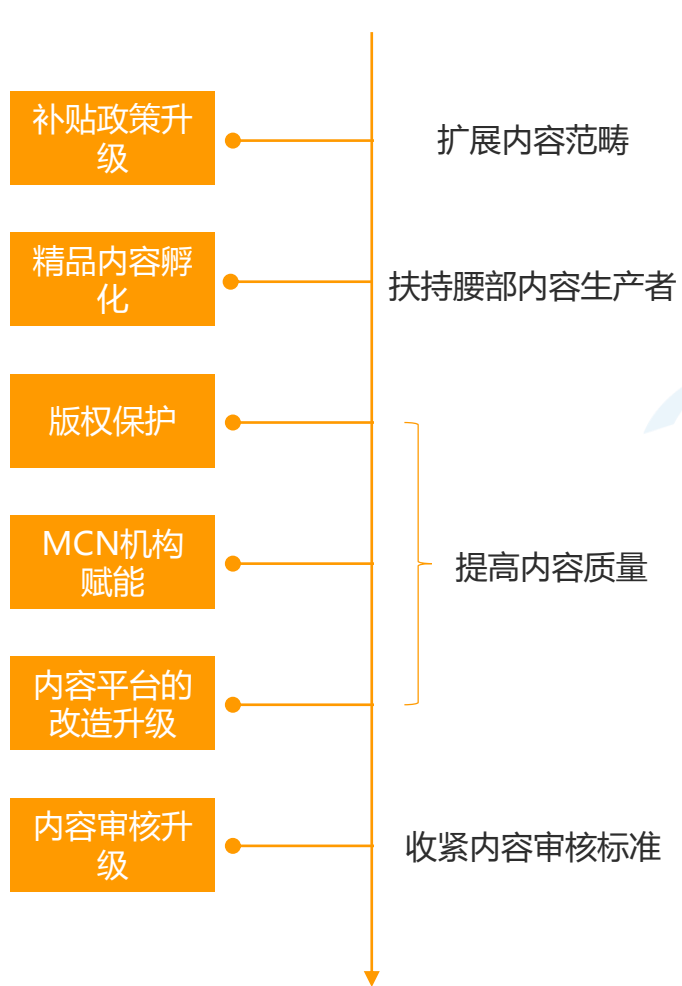 补贴政策升
级
扩展内容范畴
精品内容孵
化
扶持腰部内容生产者
版权保护
MCN机构
赋能
提高内容质量
内容平台的
改造升级
内容审核升
级
收紧内容审核标准